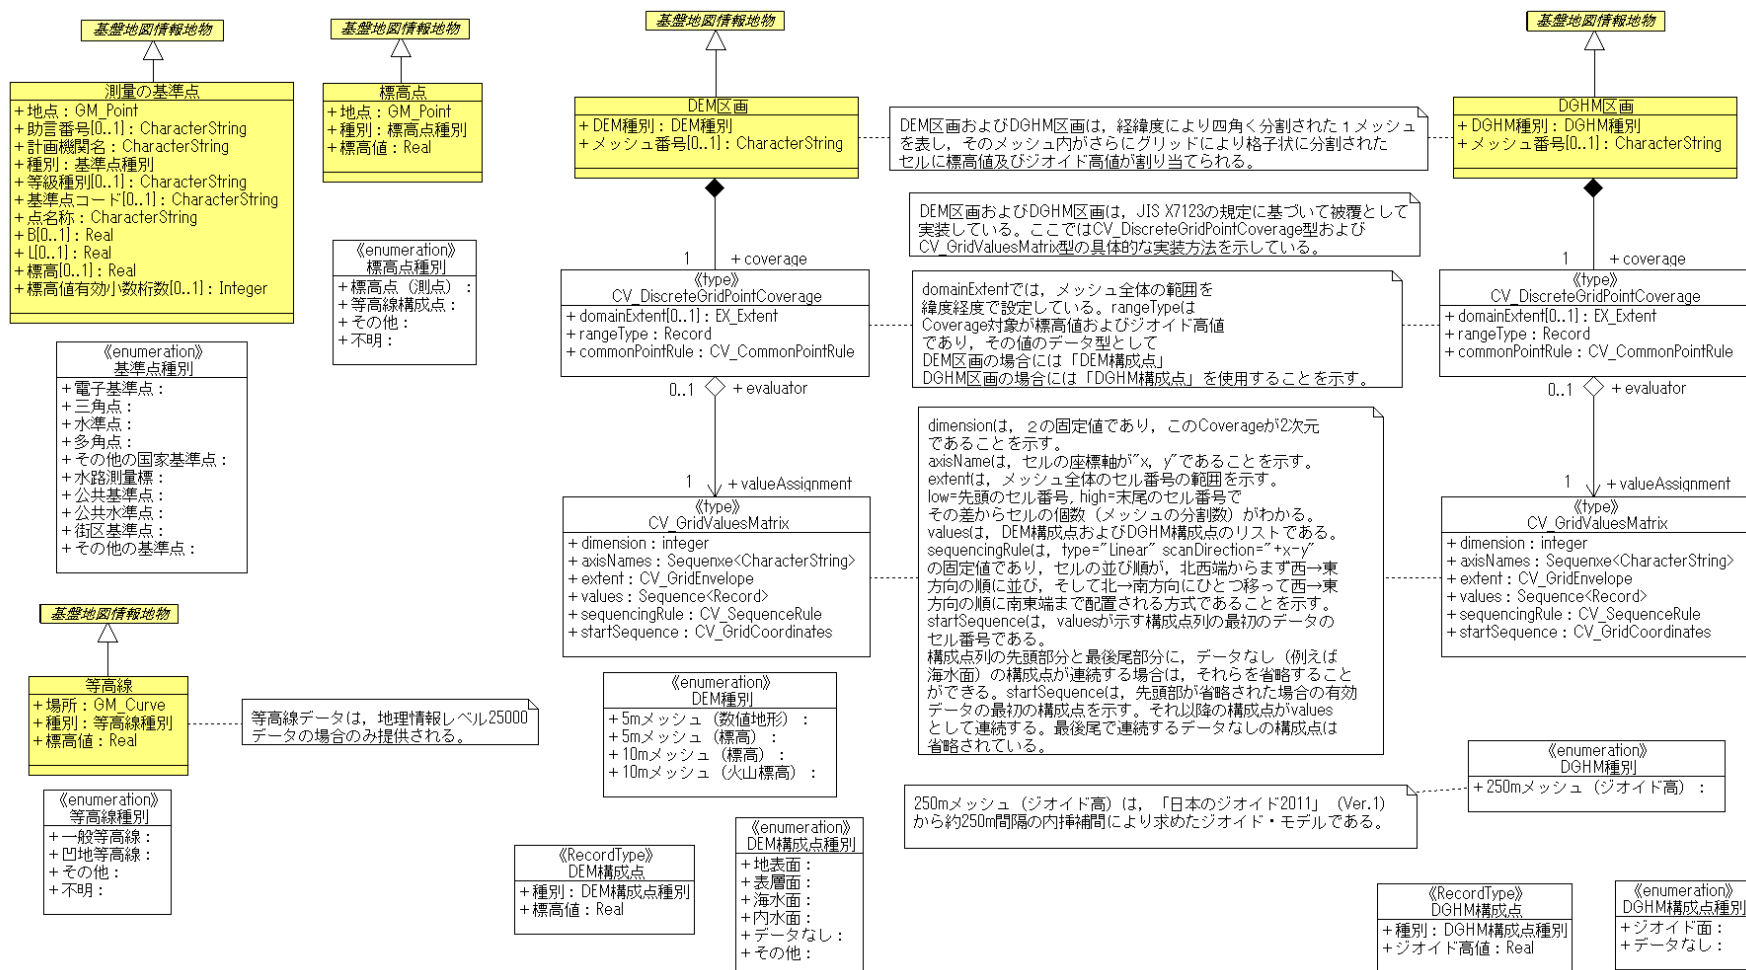 基盤地図情報地物
測量の基準点
+地点：GM_Point
+助言番号[0..1]：CharacterString
+計画機関名：CharacterString
+種別：基準点種別
+等級種別[0..1]：CharacterString
+基準点コード[0..1]：CharacterString
+点名称：CharacterString
+B[0..1]：Real
+L[0..1]：Real
+標高[0..1]：Real
+標高値有効小数桁数[0..1]：Integer
《enumeration》
基準点種別
+電子基準点：
+三角点：
+水準点：
+多角点：
+その他の国家基準点：
+水路測量標：
+公共基準点：
+公共水準点：
+街区基準点：
+その他の基準点：
基盤地図情報地物
等高線
+場所：GM_Curve
+種別：等高線種別
+標高値：Real
等高線データは，地理情報レベル25000
データの場合のみ提供される。
《enumeration》
等高線種別
+一般等高線：
+凹地等高線：
+その他：
+不明：
基盤地図情報地物
標高点
+地点：GM_Point
+種別：標高点種別
+標高値：Real
《enumeration》
標高点種別
+標高点（測点）：
+等高線構成点：
+その他：
+不明：
基盤地図情報地物
DEM区画
+DEM種別：DEM種別
+メッシュ番号[0..1]：CharacterString
1
+coverage
《type》
CV_DiscreteGridPointCoverage
+domainExtent[0..1]：EX_Extent
+rangeType：Record
+commonPointRule：CV_CommonPointRule
0..1
+evaluator
1
+valueAssignment
《type》
CV_GridValuesMatrix
+dimension：integer
+axisNames：Sequenxe<CharacterString>
+extent：CV_GridEnvelope
+values：Sequence<Record>
+sequencingRule：CV_SequenceRule
+startSequence：CV_GridCoordinates
《enumeration》
DEM種別
+5mメッシュ（数値地形）：
+5mメッシュ（標高）：
+10mメッシュ（標高）：
+10mメッシュ（火山標高）：
《RecordType》
DEM構成点
+種別：DEM構成点種別
+標高値：Real
《enumeration》
DEM構成点種別
+地表面：
+表層面：
+海水面：
+内水面：
+データなし：
+その他：
DEM区画およびDGHM区画は，経緯度により四角く分割された１メッシュ
を表し，そのメッシュ内がさらにグリッドにより格子状に分割された
セルに標高値及びジオイド高値が割り当てられる。
DEM区画およびDGHM区画は，JIS X7123の規定に基づいて被覆として
実装している。ここではCV_DiscreteGridPointCoverage型および
CV_GridValuesMatrix型の具体的な実装方法を示している。
domainExtentでは，メッシュ全体の範囲を
緯度経度で設定している。rangeTypeは
Coverage対象が標高値およびジオイド高値
であり，その値のデータ型として
DEM区画の場合には「DEM構成点」
DGHM区画の場合には「DGHM構成点」を使用することを示す。
dimensionは，２の固定値であり，このCoverageが2次元
であることを示す。
axisNameは，セルの座標軸が"x，y"であることを示す。
extentは，メッシュ全体のセル番号の範囲を示す。
low=先頭のセル番号，high=末尾のセル番号で
その差からセルの個数（メッシュの分割数）がわかる。
valuesは，DEM構成点およびDGHM構成点のリストである。
sequencingRuleは，type="Linear" scanDirection="+x-y"
の固定値であり，セルの並び順が，北西端からまず西→東
方向の順に並び，そして北→南方向にひとつ移って西→東
方向の順に南東端まで配置される方式であることを示す。
startSequenceは，valuesが示す構成点列の最初のデータの
セル番号である。
構成点列の先頭部分と最後尾部分に，データなし（例えば
海水面）の構成点が連続する場合は，それらを省略すること
ができる。startSequenceは，先頭部が省略された場合の有効
データの最初の構成点を示す。それ以降の構成点がvalues
として連続する。最後尾で連続するデータなしの構成点は
省略されている。
250mメッシュ（ジオイド高）は，「日本のジオイド2011」（Ver.1）
から約250m間隔の内挿補間により求めたジオイド・モデルである。
基盤地図情報地物
DGHM区画
+DGHM種別：DGHM種別
+メッシュ番号[0..1]：CharacterString
1
+coverage
《type》
CV_DiscreteGridPointCoverage
+domainExtent[0..1]：EX_Extent
+rangeType：Record
+commonPointRule：CV_CommonPointRule
0..1
+evaluator
1
+valueAssignment
《type》
CV_GridValuesMatrix
+dimension：integer
+axisNames：Sequenxe<CharacterString>
+extent：CV_GridEnvelope
+values：Sequence<Record>
+sequencingRule：CV_SequenceRule
+startSequence：CV_GridCoordinates
《enumeration》
DGHM種別
+250mメッシュ（ジオイド高）：
《RecordType》
DGHM構成点
+種別：DGHM構成点種別
+ジオイド高値：Real
《enumeration》
DGHM構成点種別
+ジオイド面：
+データなし：